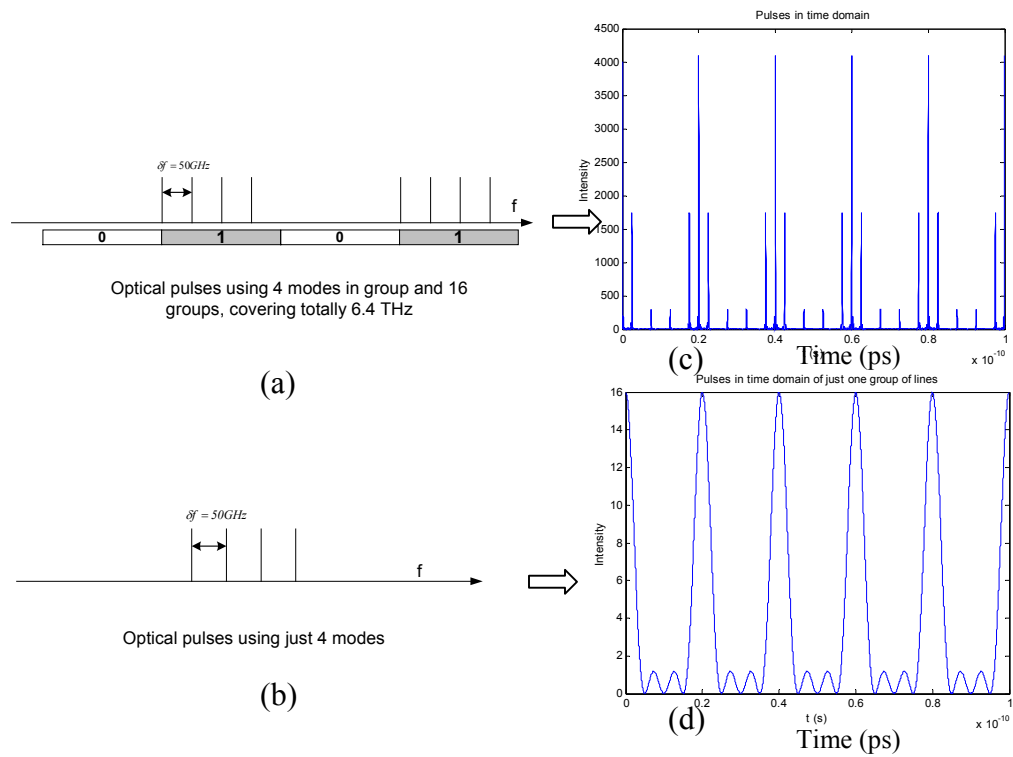 δf = 50GHz
f
0 1 0 1
Optical pulses using 4 modes in group and 16
groups, covering totally 6.4 THz
(a)
Pulses in time domain
Intensity
4500
4000
3500
3000
2500
2000
1500
1000
500
0
0 0.2 0.4 0.6 0.8 1
t (s)
x 10^-10
(c)
Time (ps)
δf = 50GHz
f
Optical pulses using just 4 modes
(b)
Pulses in time domain of just one group of lines
Intensity
16
14
12
10
8
6
4
2
0
0 0.2 0.4 0.6 0.8 1
t (s)
x 10^-10
(d)
Time (ps)